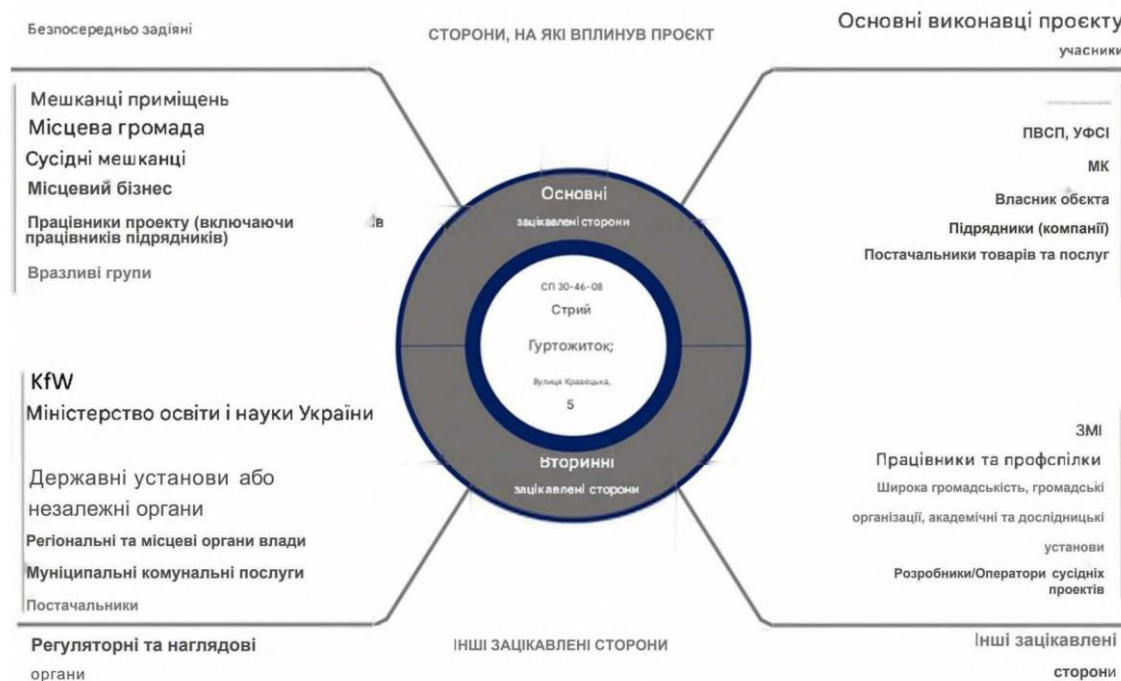 Безпосередньо задіяні
СТОРОНИ, НА ЯКІ ВПЛИНУВ ПРОЄКТ
Основні виконавці проєкту
учасники
Мешканці приміщень
Місцева громада
Сусідні мешканці
Місцевий бізнес
Працівники проекту (включаючи
працівників підрядників)
ів
Вразливі групи
ПВСП, УФСІ
МК
Власник обєкта
Підрядники (компанії)
Постачальники товарів та послуг
Основні
зацікавлені сторони
СП 30-46-08
Стрий
Гуртожиток;
Вулиця Кравецька,
5
Вторинні
зацікавлені сторони
KfW
Міністерство освіти і науки України
Державні установи або
незалежні органи
Регіональні та місцеві органи влади
Муніципальні комунальні послуги
Постачальники
ЗМІ
Працівники та профспілки
Широка громадськість, громадські
організації, академічні та дослідницькі
установи
Розробники/Оператори сусідніх
проектів
Регуляторні та наглядові
органи
ІНШІ ЗАЦІКАВЛЕНІ СТОРОНИ
Інші зацікавлені
сторони